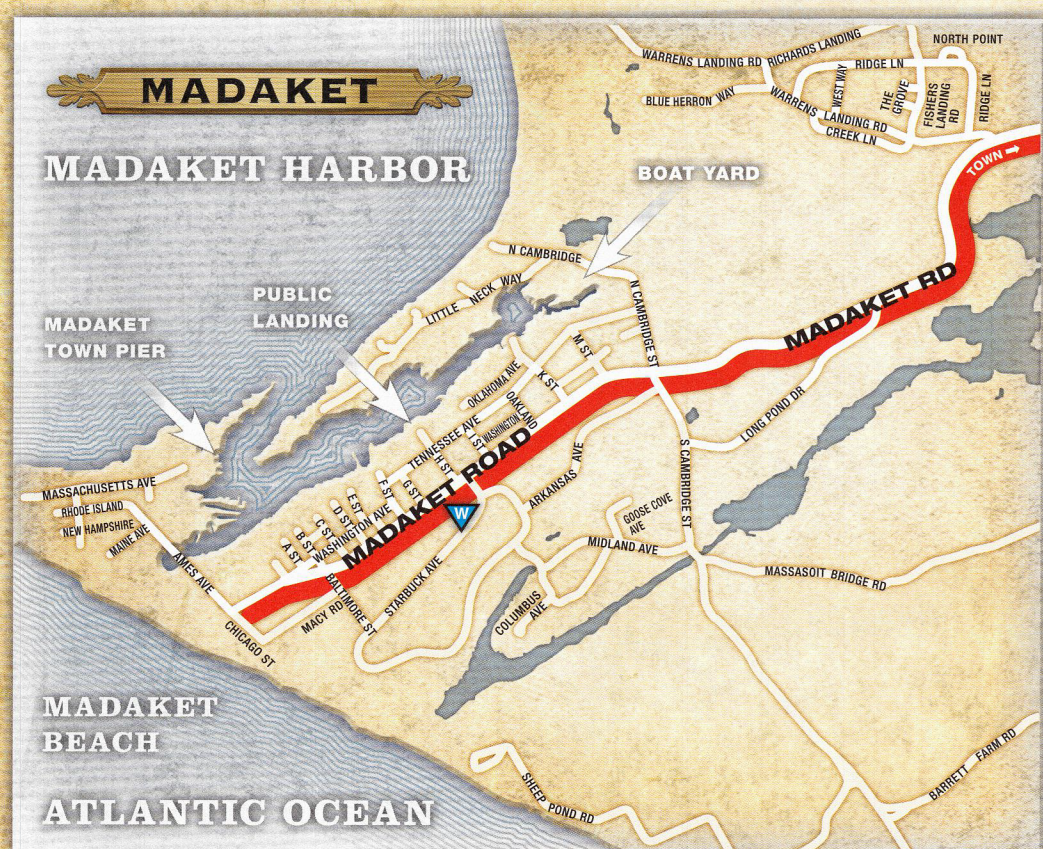 MADAKET
MADAKET HARBOR
WARRENS LANDING RD
RICHARDS LANDING
NORTH POINT
RIDGE LN
RIDGE LN
WEST WAY
THE
GROVE
FISHERS
LANDING
RD
BLUE HERRON WAY
WARRENS LANDING RD
CREEK LN
TOWN
BOAT YARD
N CAMBRIDGE
LITTLE NECK WAY
N CAMBRIDGE ST
MADAKET RD
PUBLIC
LANDING
MADAKET
TOWN PIER
M ST
K ST
OKLAHOMA AVE
OAKLAND
WASHINGTON
TENNESSEE AVE
I ST
H ST
G ST
F ST
E ST
D ST
C ST
B ST
A ST
WASHINGTON AVE
MADAKET ROAD
W
LONG POND DR
S CAMBRIDGE ST
ARKANSAS AVE
GOOSE COVE
AVE
MIDLAND AVE
MASSASOIT BRIDGE RD
COLUMBUS
AVE
STARBUCK AVE
BALTIMORE ST
MACY RD
CHICAGO ST
AMES AVE
MASSACHUSETTS AVE
RHODE ISLAND
NEW HAMPSHIRE
MAINE AVE
MADAKET
BEACH
ATLANTIC OCEAN
SHEEP POND RD
BARRETT FARM RD